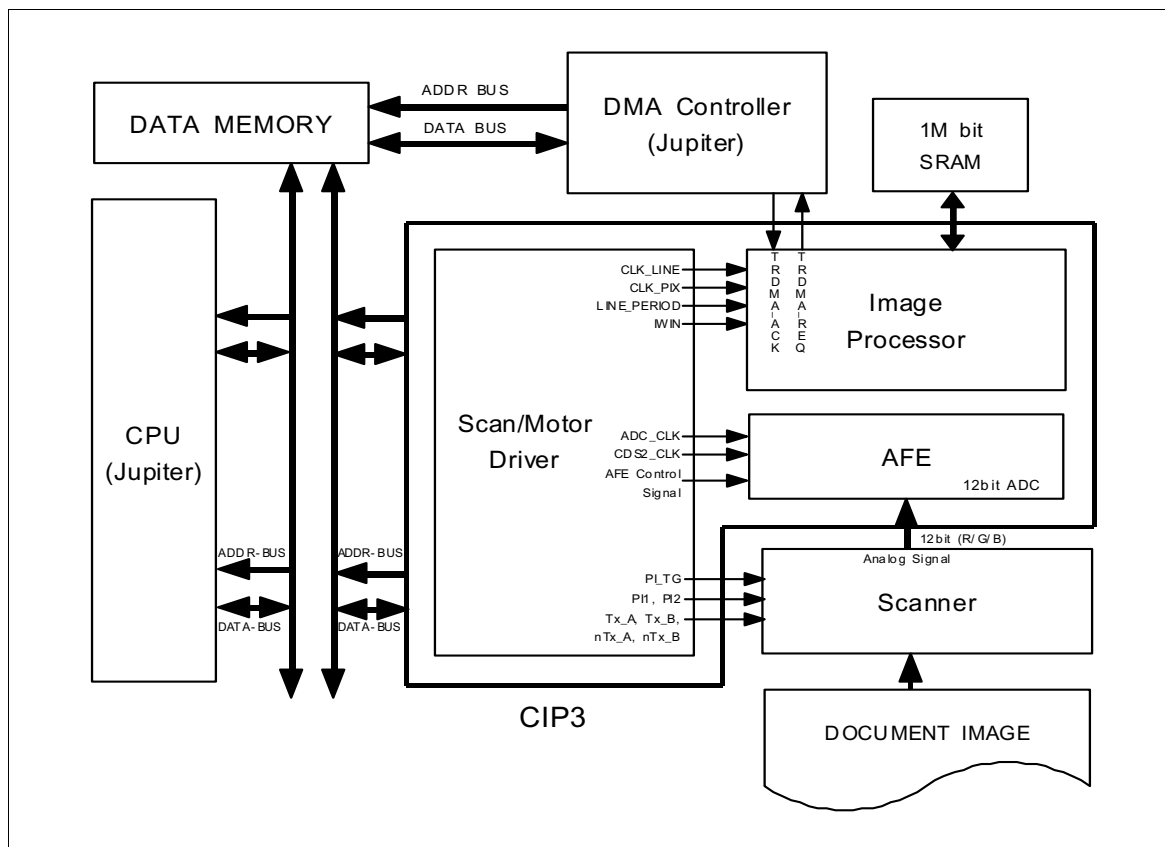 DATA MEMORY
ADDR BUS
DATA BUS
DMA Controller
(Jupiter)
1M bit
SRAM
CPU
(Jupiter)
ADDR-BUS
DATA-BUS
ADDR-BUS
DATA-BUS
Scan/Motor
Driver
CLK_LINE
CLK_PIX
LINE_PERIOD
IWIN
TRDMA_ACK
TRDMA_REQ
Image
Processor
ADC_CLK
CDS2_CLK
AFE Control
Signal
AFE
12bit ADC
12bit (R/G/B)
Analog Signal
PI_TG
PI1, PI2
Tx_A, Tx_B,
nTx_A, nTx_B
Scanner
CIP3
DOCUMENT IMAGE